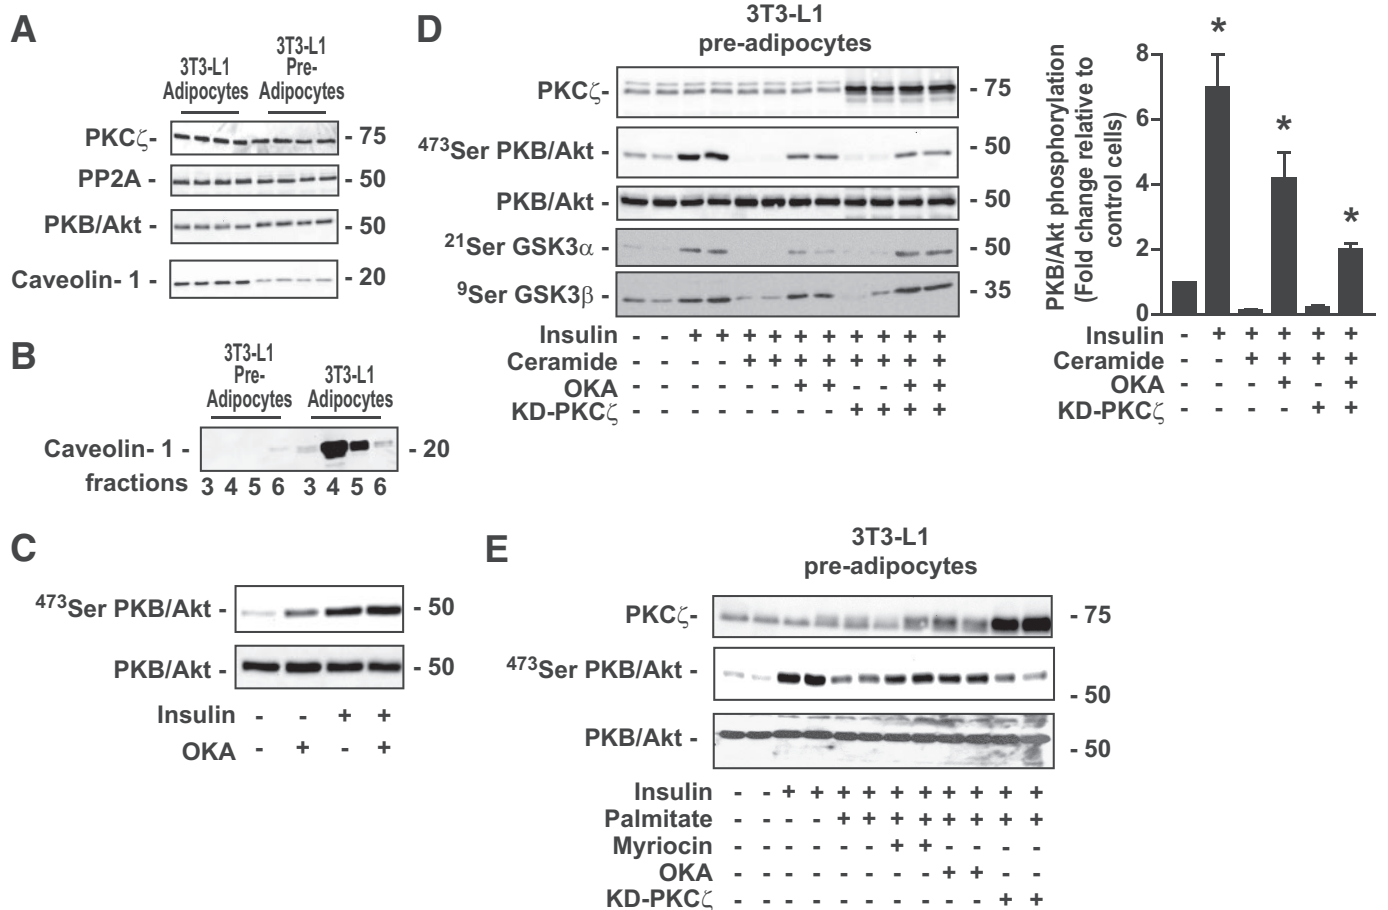 A
3T3-L1
Adipocytes
3T3-L1
Pre-
Adipocytes
PKCζ-
- 75
PP2A -
- 50
PKB/Akt -
- 50
Caveolin- 1 -
- 20
B
3T3-L1
Pre-
Adipocytes
3T3-L1
Adipocytes
Caveolin- 1 -
- 20
fractions 3 4 5 6 3 4 5 6
C
473Ser PKB/Akt -
- 50
PKB/Akt -
- 50
Insulin - - + +
OKA - + - +
D
3T3-L1
pre-adipocytes
PKCζ-
- 75
473Ser PKB/Akt -
- 50
PKB/Akt -
- 50
21Ser GSK3α -
- 50
9Ser GSK3β -
- 35
Insulin - - + + + + + + + + + +
Ceramide - - - - + + + + + + + +
OKA - - - - - - + + - - + +
KD-PKCζ - - - - - - - - + + + +
PKB/Akt phosphorylation
(Fold change relative to
control cells)
8
6
4
2
0
* * *
Insulin - + + + + +
Ceramide - - + + + +
OKA - - - + - +
KD-PKCζ - - - - + +
E
3T3-L1
pre-adipocytes
PKCζ-
- 75
473Ser PKB/Akt -
- 50
PKB/Akt -
- 50
Insulin - - + + + + + + + + + +
Palmitate - - - - + + + + + + + +
Myriocin - - - - - - + + - - - -
OKA - - - - - - - - + + - -
KD-PKCζ - - - - - - - - - - + +